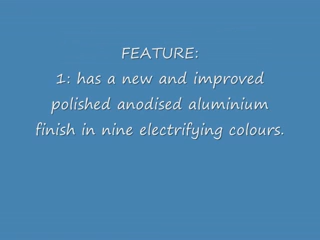 FEATURE:
1: has a new and improved
polished anodised aluminium
finish in nine electrifying colours.